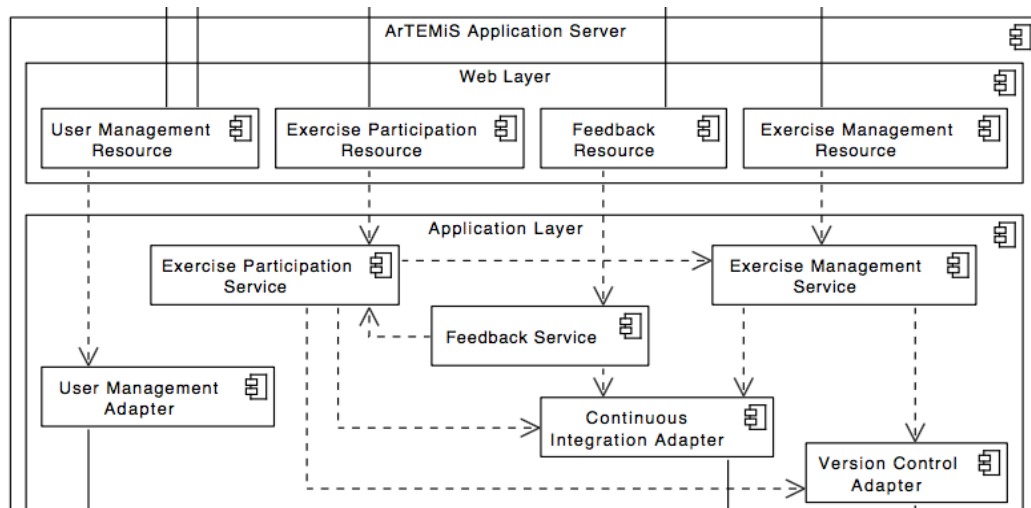 ArTEMiS Application Server
Web Layer
User Management
Resource
Exercise Participation
Resource
Feedback
Resource
Exercise Management
Resource
Application Layer
Exercise Participation
Service
Exercise Management
Service
Feedback Service
User Management
Adapter
Continuous
Integration Adapter
Version Control
Adapter